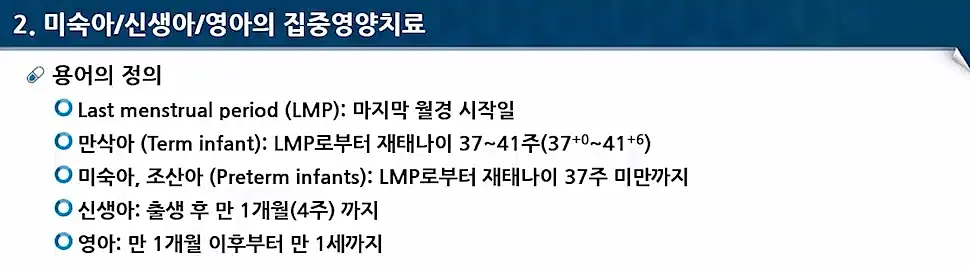 2. 미숙아/신생아/영아의 집중영양치료
용어의 정의
Last menstrual period (LMP): 마지막 월경 시작일
만삭아 (Term infant): LMP로부터 재태나이 37~41주(37⁺⁰~41⁺⁶)
미숙아, 조산아 (Preterm infants): LMP로부터 재태나이 37주 미만까지
신생아: 출생 후 만 1개월(4주) 까지
영아: 만 1개월 이후부터 만 1세까지